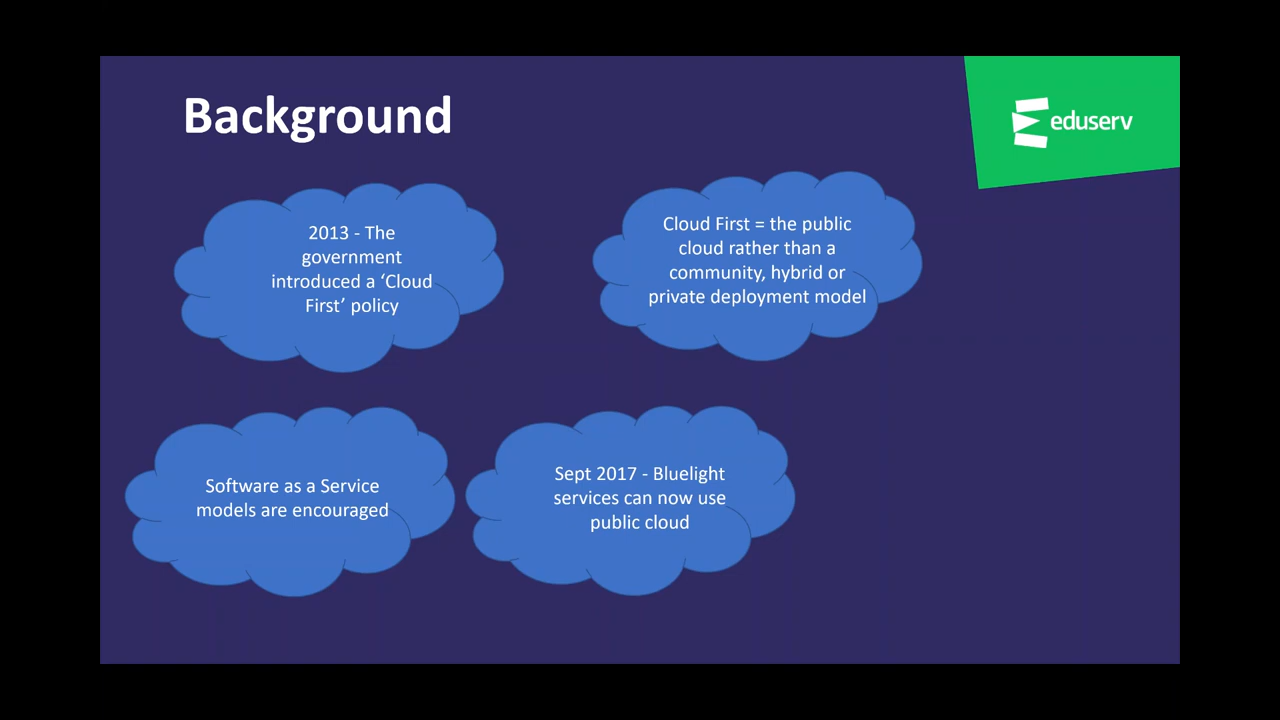 Background
eduserv
2013 - The
government
introduced a ‘Cloud
First’ policy
Cloud First = the public
cloud rather than a
community, hybrid or
private deployment model
Software as a Service
models are encouraged
Sept 2017 - Bluelight
services can now use
public cloud